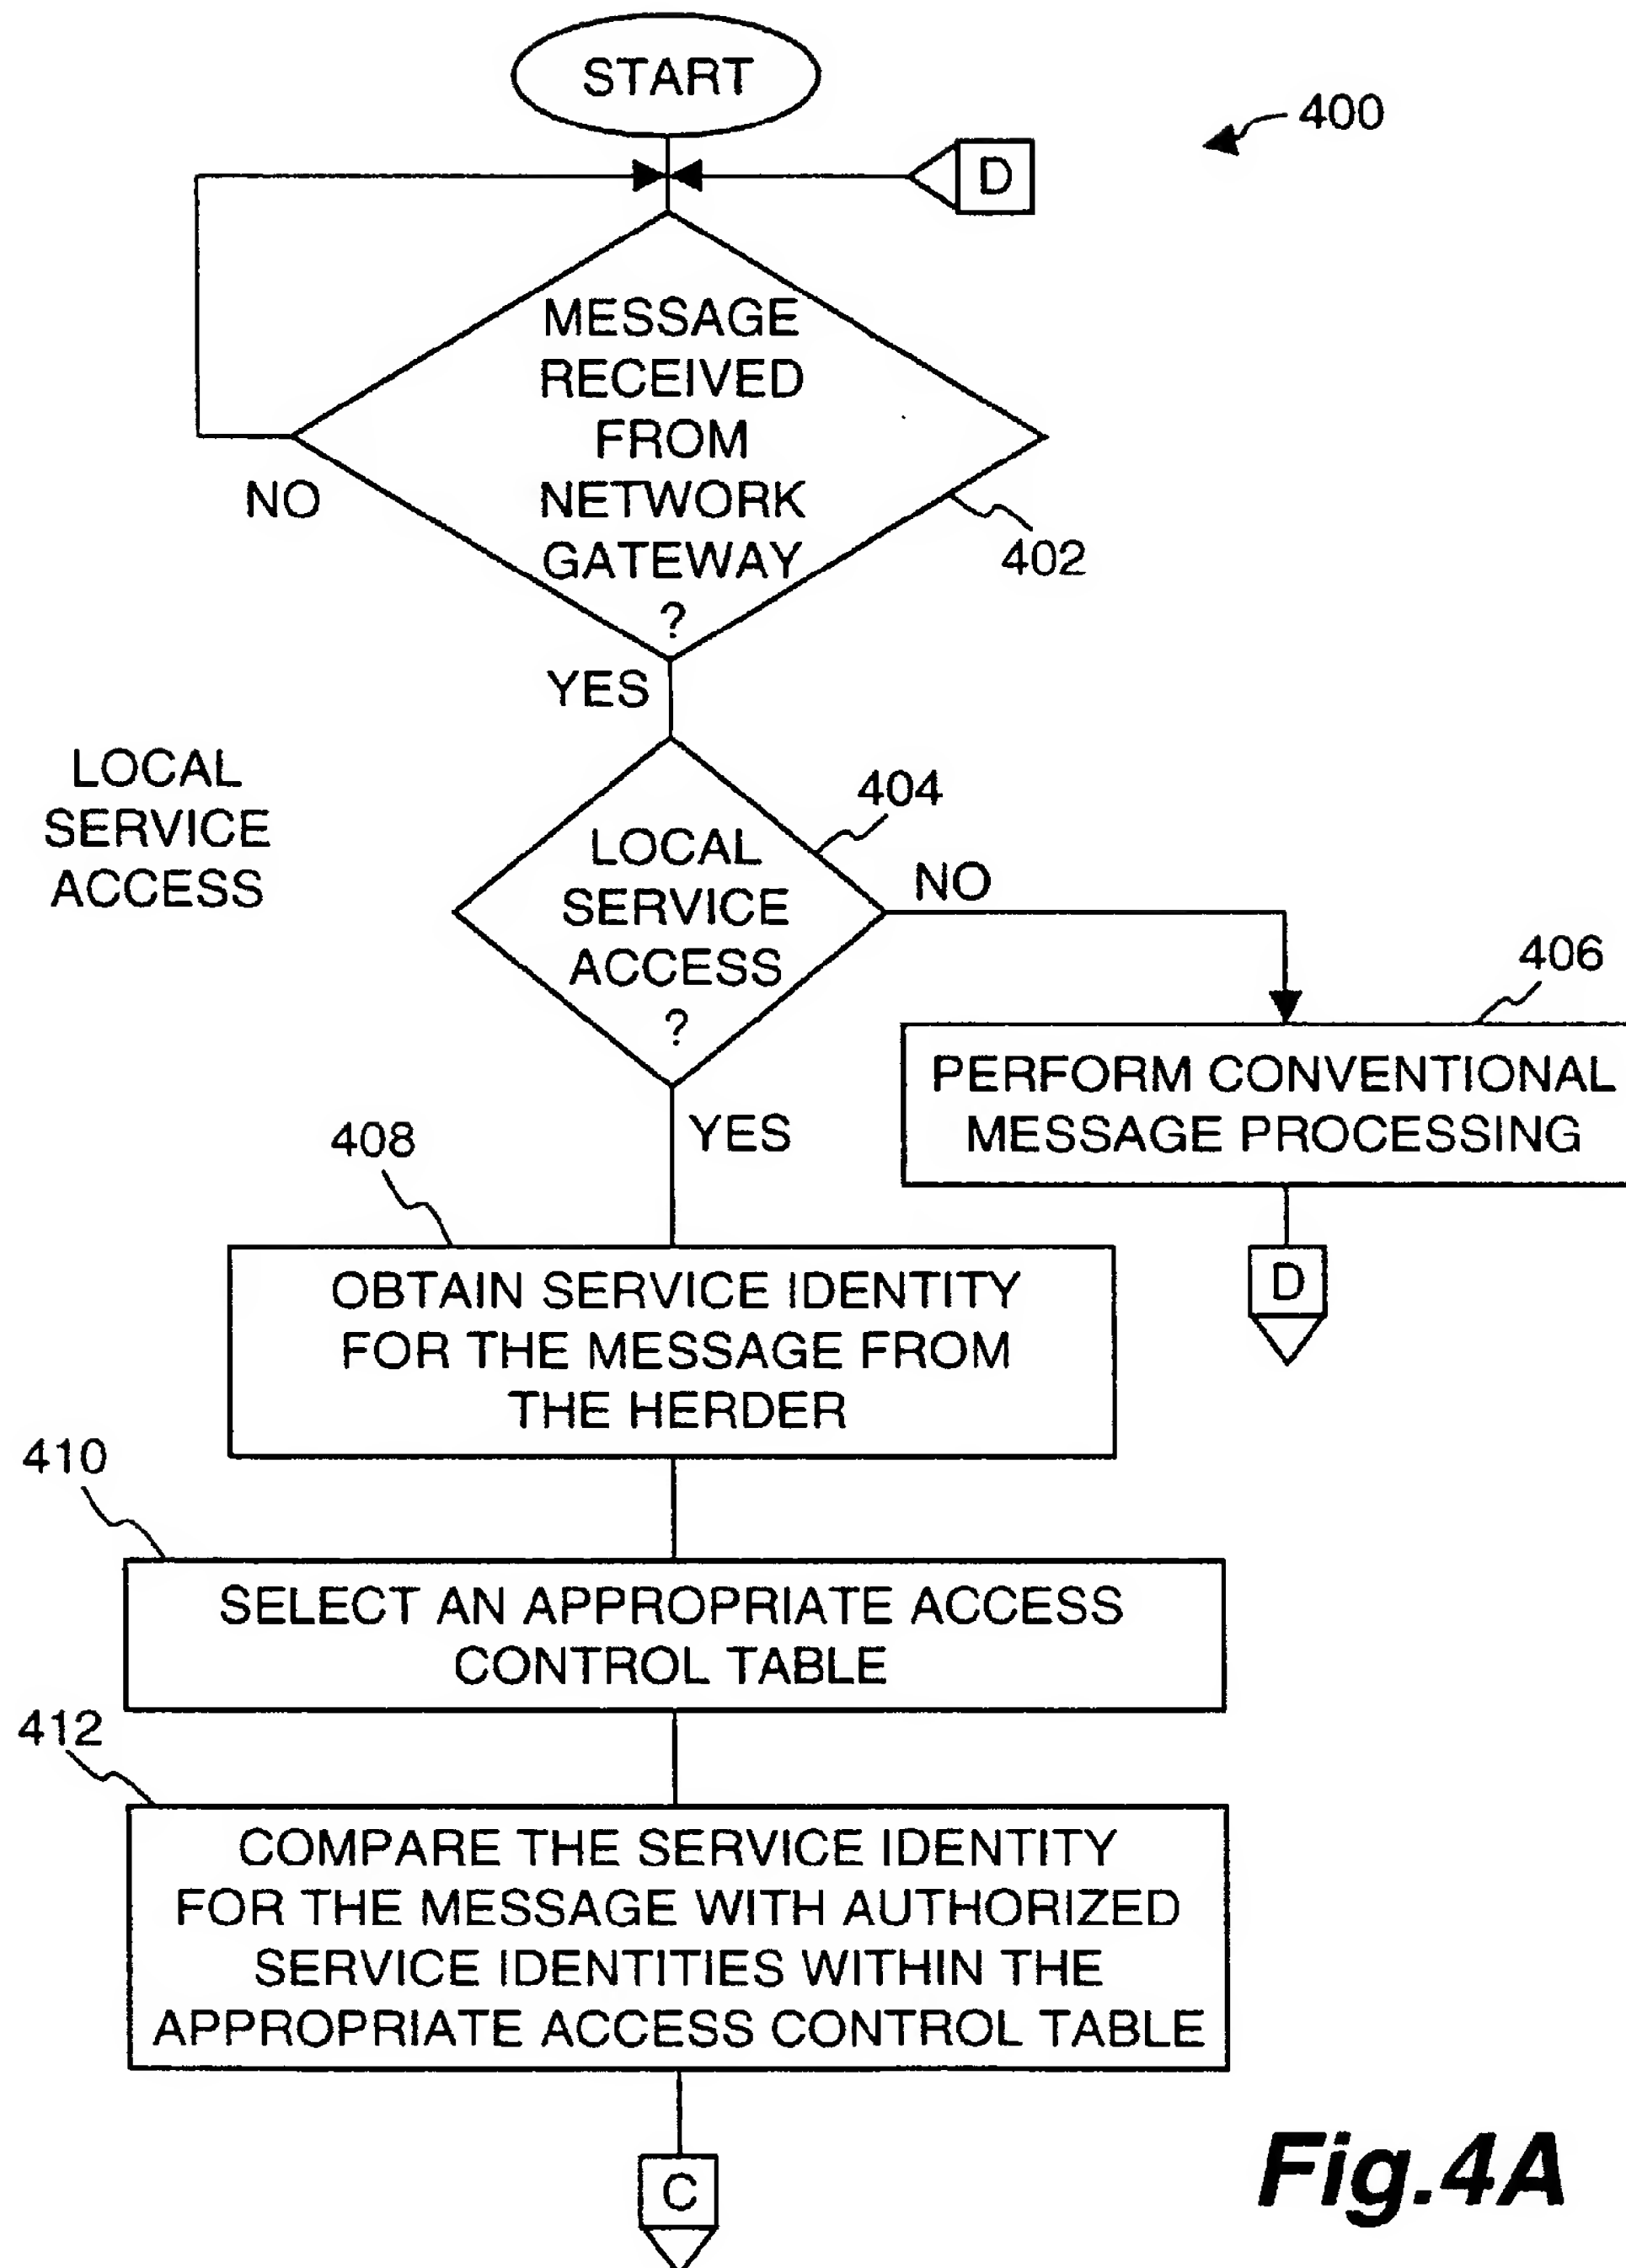 START
400
D
MESSAGE
RECEIVED
FROM
NETWORK
GATEWAY
?
NO
402
YES
LOCAL
SERVICE
ACCESS
404
LOCAL
SERVICE
ACCESS
?
NO
406
PERFORM CONVENTIONAL
MESSAGE PROCESSING
YES
408
D
OBTAIN SERVICE IDENTITY
FOR THE MESSAGE FROM
THE HERDER
410
SELECT AN APPROPRIATE ACCESS
CONTROL TABLE
412
COMPARE THE SERVICE IDENTITY
FOR THE MESSAGE WITH AUTHORIZED
SERVICE IDENTITIES WITHIN THE
APPROPRIATE ACCESS CONTROL TABLE
C
Fig.4A